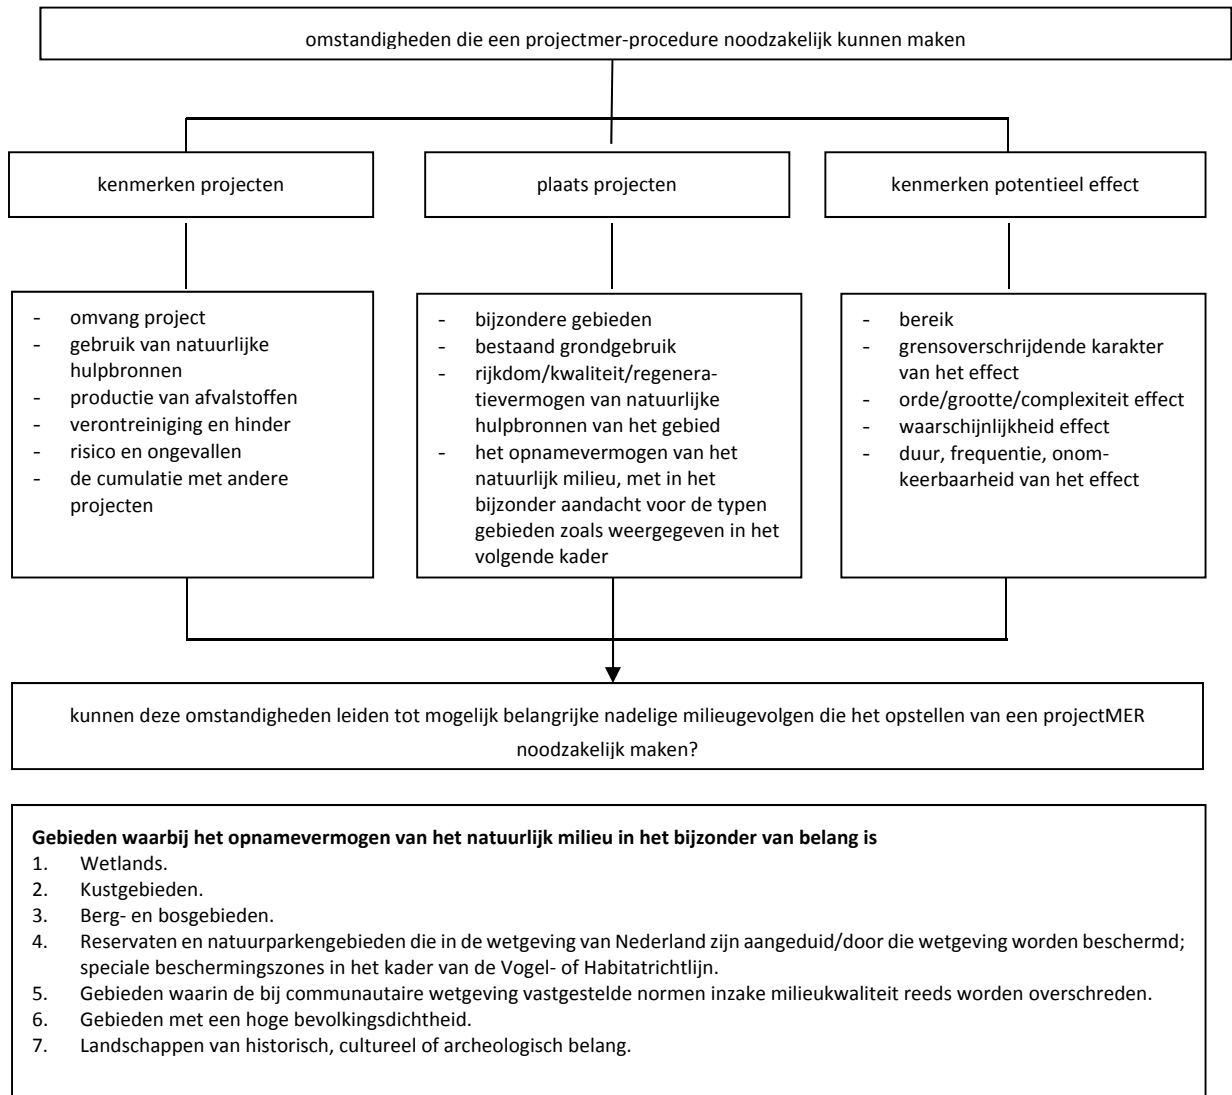 omstandigheden die een projectmer-procedure noodzakelijk kunnen maken
kenmerken projecten
plaats projecten
kenmerken potentieel effect
- omvang project
- gebruik van natuurlijke
hulpbronnen
- productie van afvalstoffen
- verontreiniging en hinder
- risico en ongevallen
- de cumulatie met andere
projecten
- bijzondere gebieden
- bestaand grondgebruik
- rijkdom/kwaliteit/regenera-
tievermogen van natuurlijke
hulpbronnen van het gebied
- het opnamevermogen van het
natuurlijk milieu, met in het
bijzonder aandacht voor de typen
gebieden zoals weergegeven in het
volgende kader
- bereik
- grensoverschrijdende karakter
van het effect
- orde/grootte/complexiteit effect
- waarschijnlijkheid effect
- duur, frequentie, onom-
keerbaarheid van het effect
kunnen deze omstandigheden leiden tot mogelijk belangrijke nadelige milieugevolgen die het opstellen van een projectMER
noodzakelijk maken?
Gebieden waarbij het opnamevermogen van het natuurlijk milieu in het bijzonder van belang is
1. Wetlands.
2. Kustgebieden.
3. Berg- en bosgebieden.
4. Reservaten en natuurparkengebieden die in de wetgeving van Nederland zijn aangeduid/door die wetgeving worden beschermd;
speciale beschermingszones in het kader van de Vogel- of Habitatrichtlijn.
5. Gebieden waarin de bij communautaire wetgeving vastgestelde normen inzake milieukwaliteit reeds worden overschreden.
6. Gebieden met een hoge bevolkingsdichtheid.
7. Landschappen van historisch, cultureel of archeologisch belang.